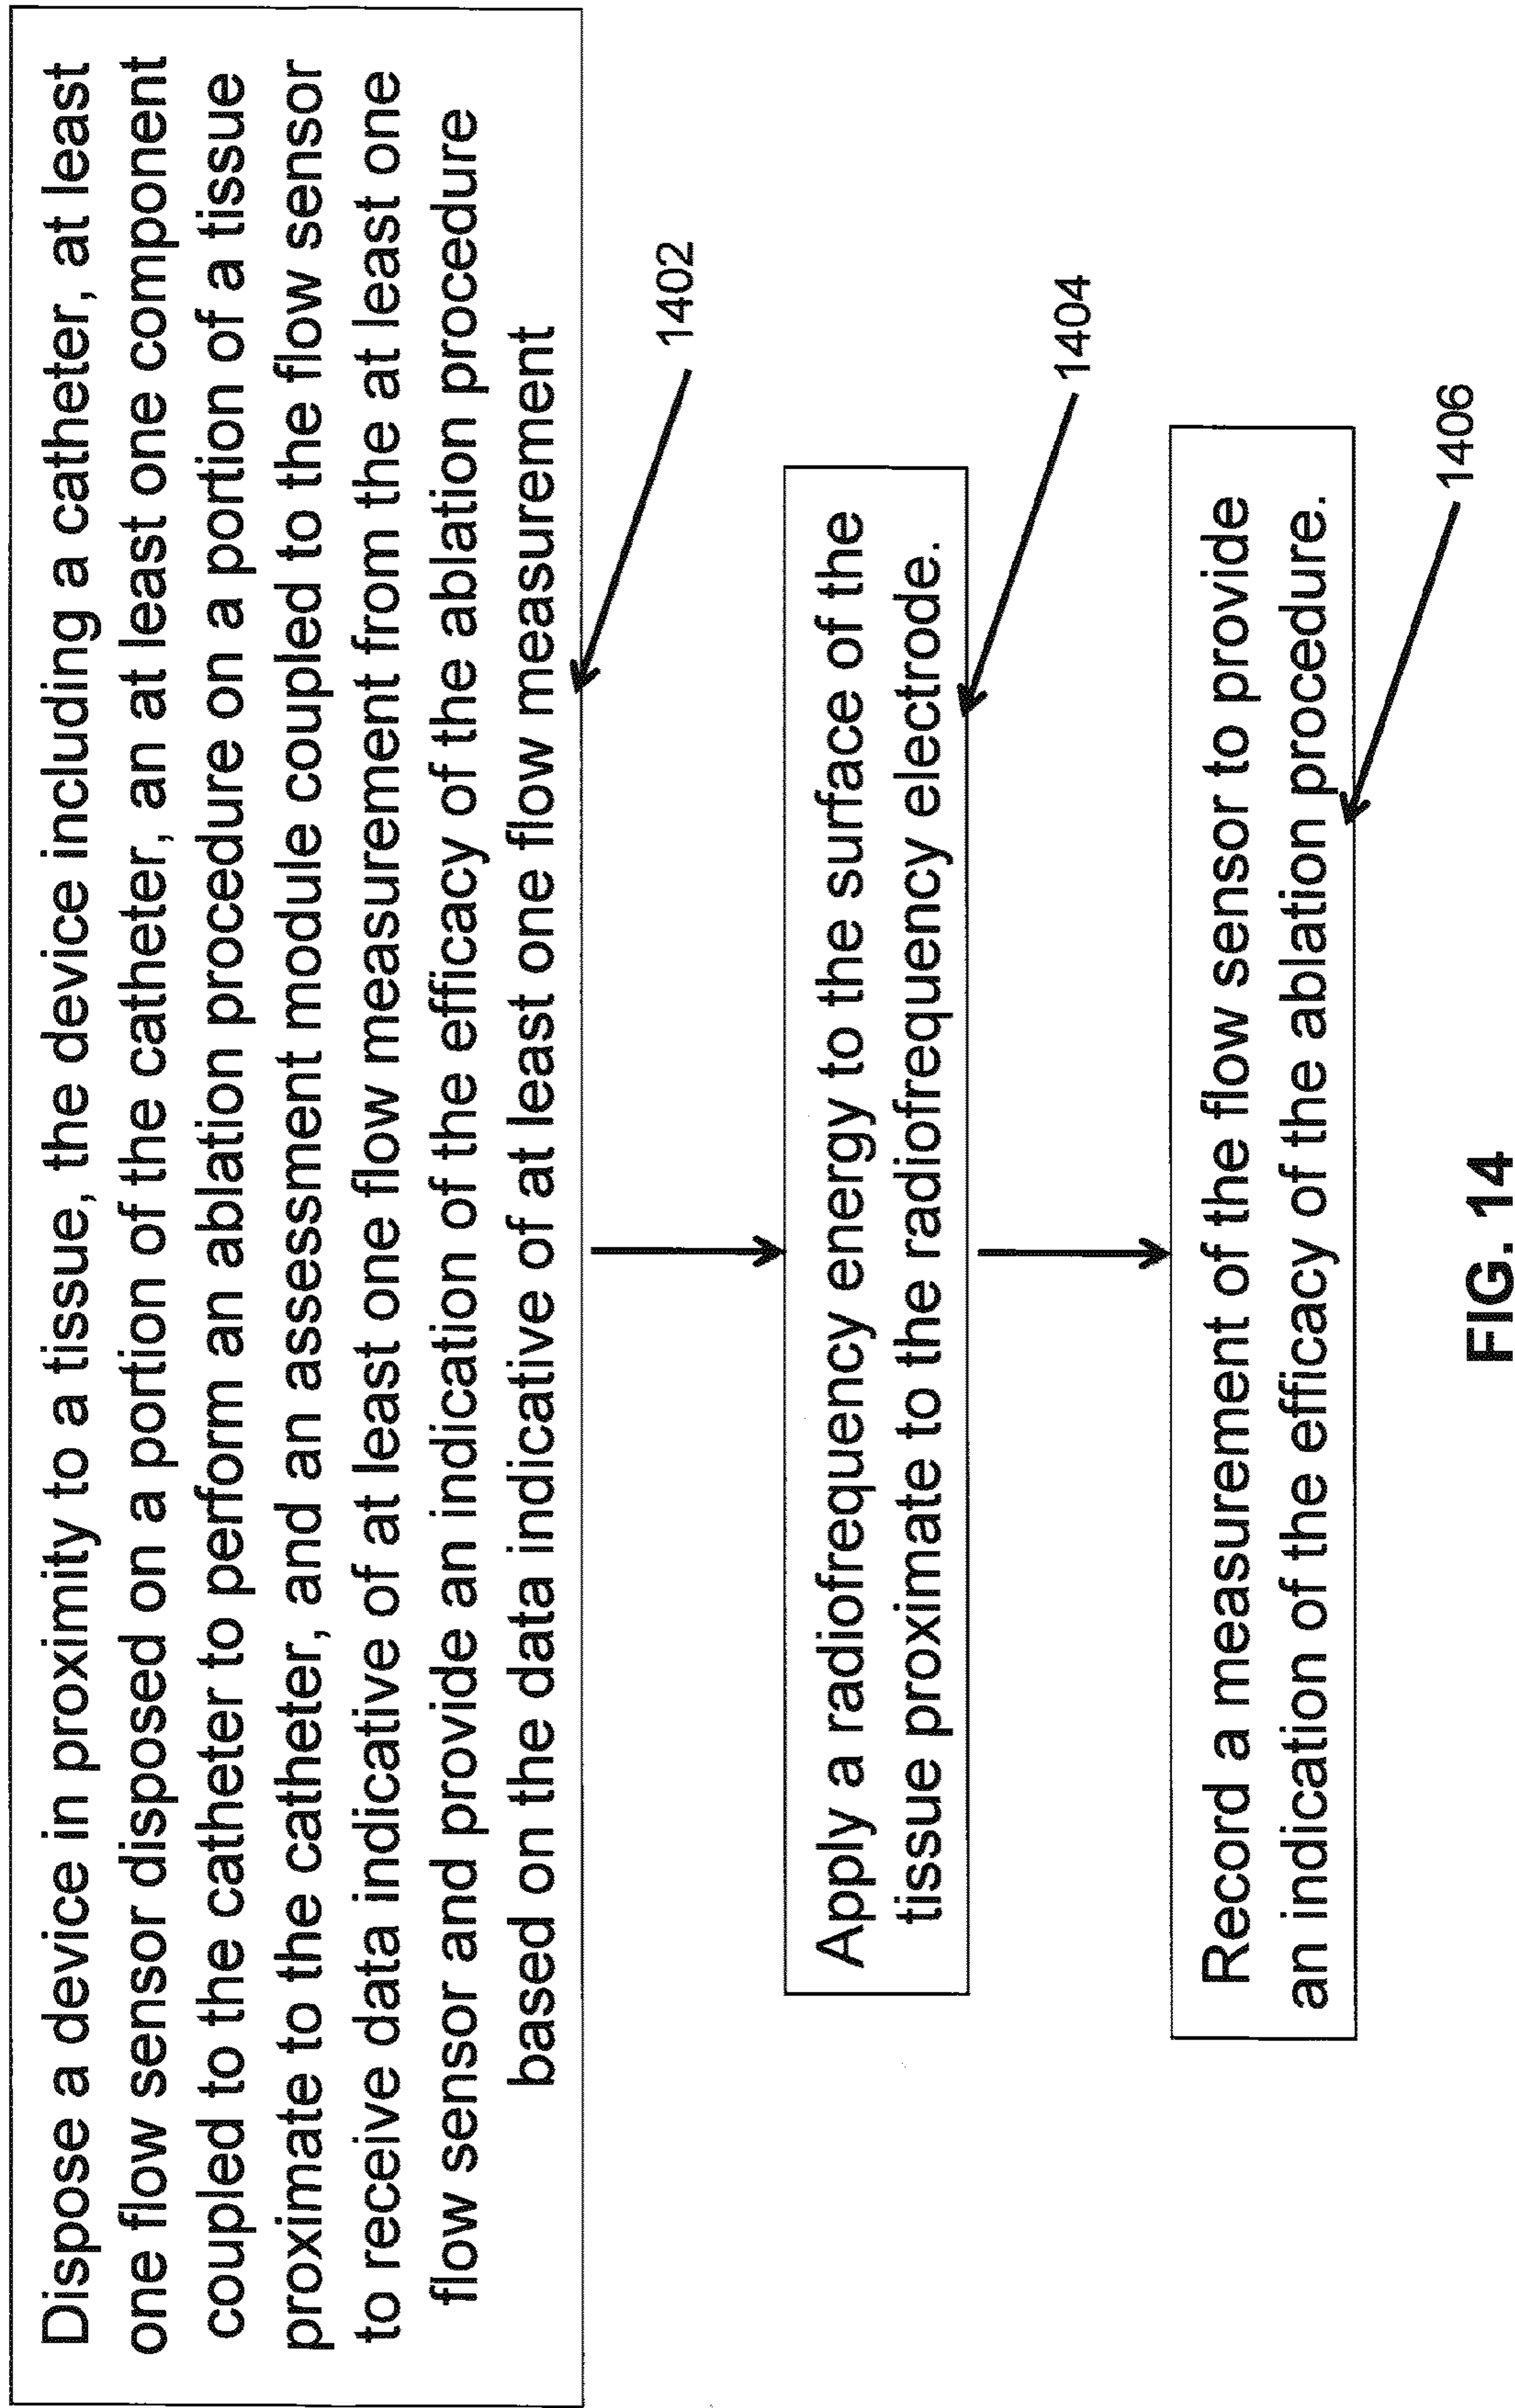 Dispose a device in proximity to a tissue, the device including a catheter, at least
one flow sensor disposed on a portion of the catheter, an at least one component
coupled to the catheter to perform an ablation procedure on a portion of a tissue
proximate to the catheter, and an assessment module coupled to the flow sensor
to receive data indicative of at least one flow measurement from the at least one
flow sensor and provide an indication of the efficacy of the ablation procedure
based on the data indicative of at least one flow measurement
1402
Apply a radiofrequency energy to the surface of the
tissue proximate to the radiofrequency electrode.
1404
Record a measurement of the flow sensor to provide
an indication of the efficacy of the ablation procedure.
1406
FIG. 14